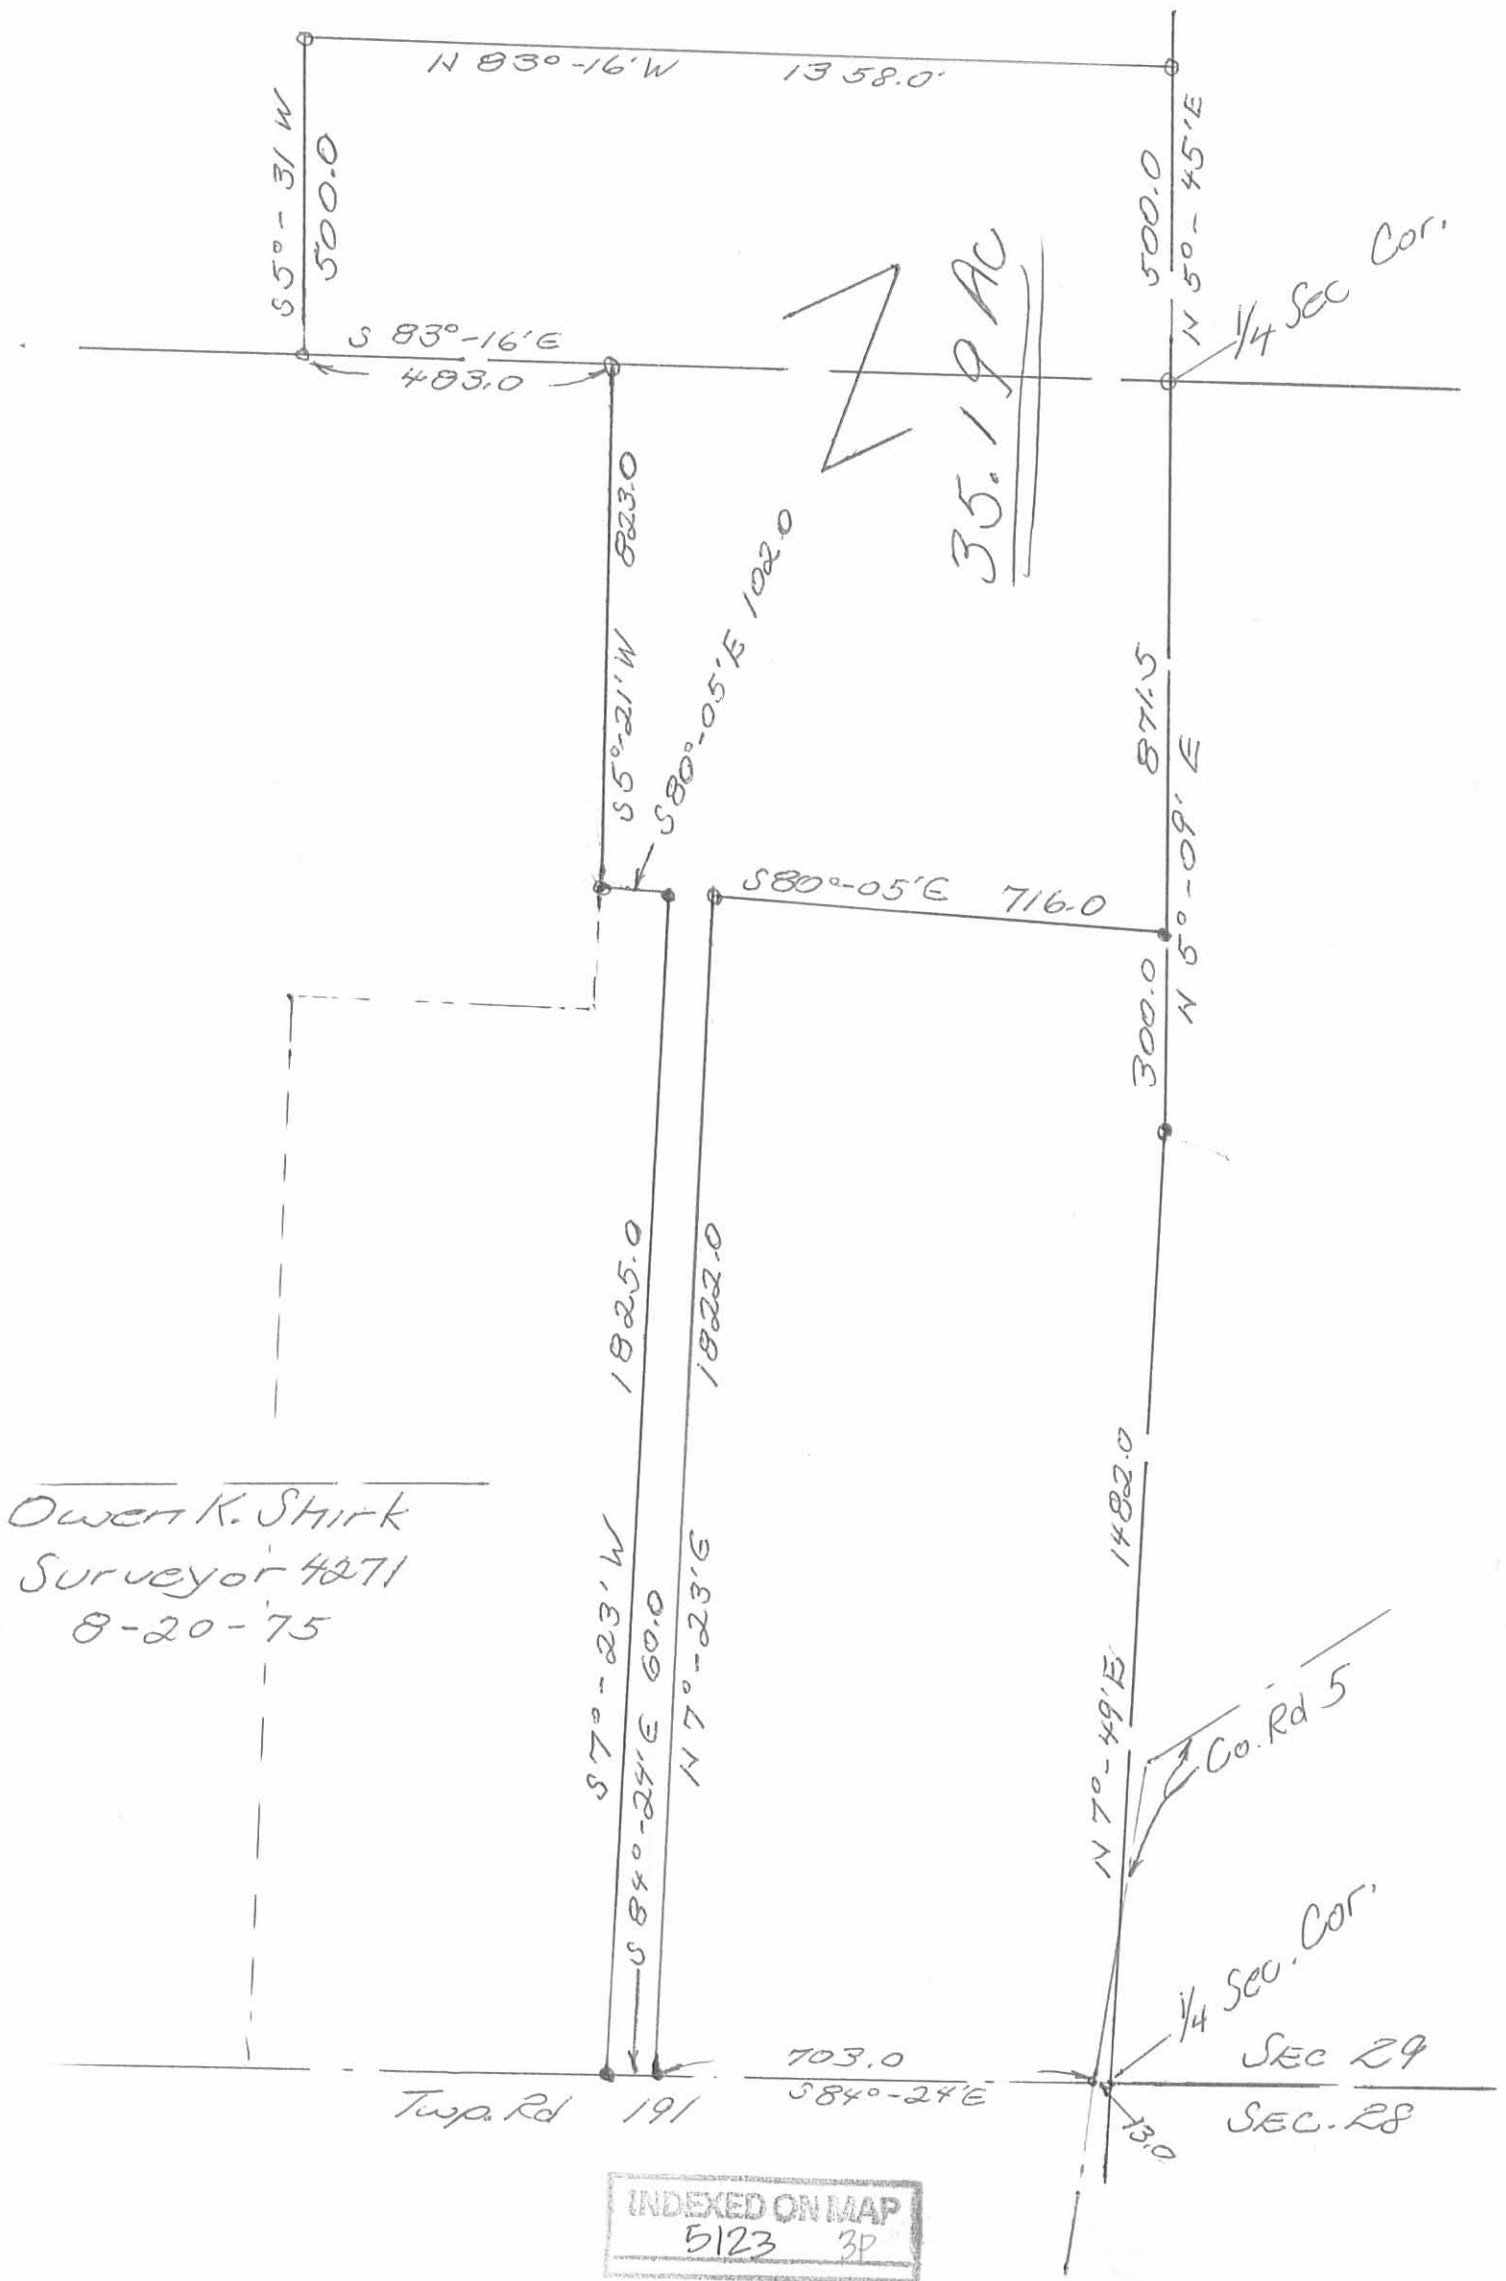 N 83°-16'W 1358.0'
S 5°- 31 W
500.0
500.0
N 5°- 45'E
1/4 Sec Cor.
S 83°-16'E
483.0
35.19 Ac
S 5°-21'W 823.0
S 80°-05'E 102.0
871.5
N 5°-09' E
S 80°-05'E 716.0
300.0
S 7°-23' W 1825.0
N 7°-23'E 1822.0
S 84°-24'E 60.0
N 7°-49'E 1482.0
Owen K. Shirk
Surveyor 4271
8-20-'75
Co. Rd 5
1/4 Sec. Cor.
703.0
S 84°-24'E
SEC 29
SEC. 28
Twp. Rd 191
13.0
INDEXED ON MAP
5123 3P